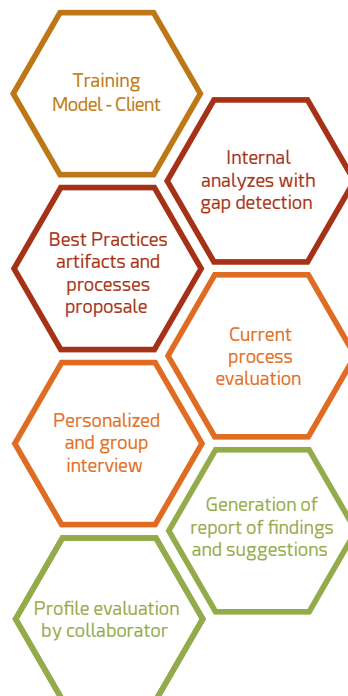 Training
Model - Client
Internal
analyzes with
gap detection
Best Practices
artifacts and
processes
proposale
Current
process
evaluation
Personalized
and group
interview
Generation of
report of findings
and suggestions
Profile evaluation
by collaborator